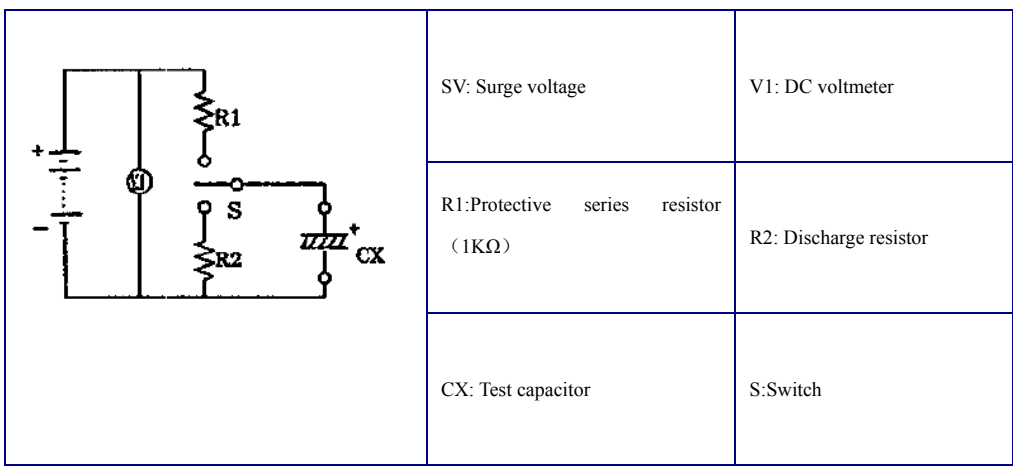 R1
+
S
−
+
R2
CX
SV: Surge voltage
V1: DC voltmeter
R1:Protective series resistor
（1KΩ）
R2: Discharge resistor
CX: Test capacitor
S:Switch